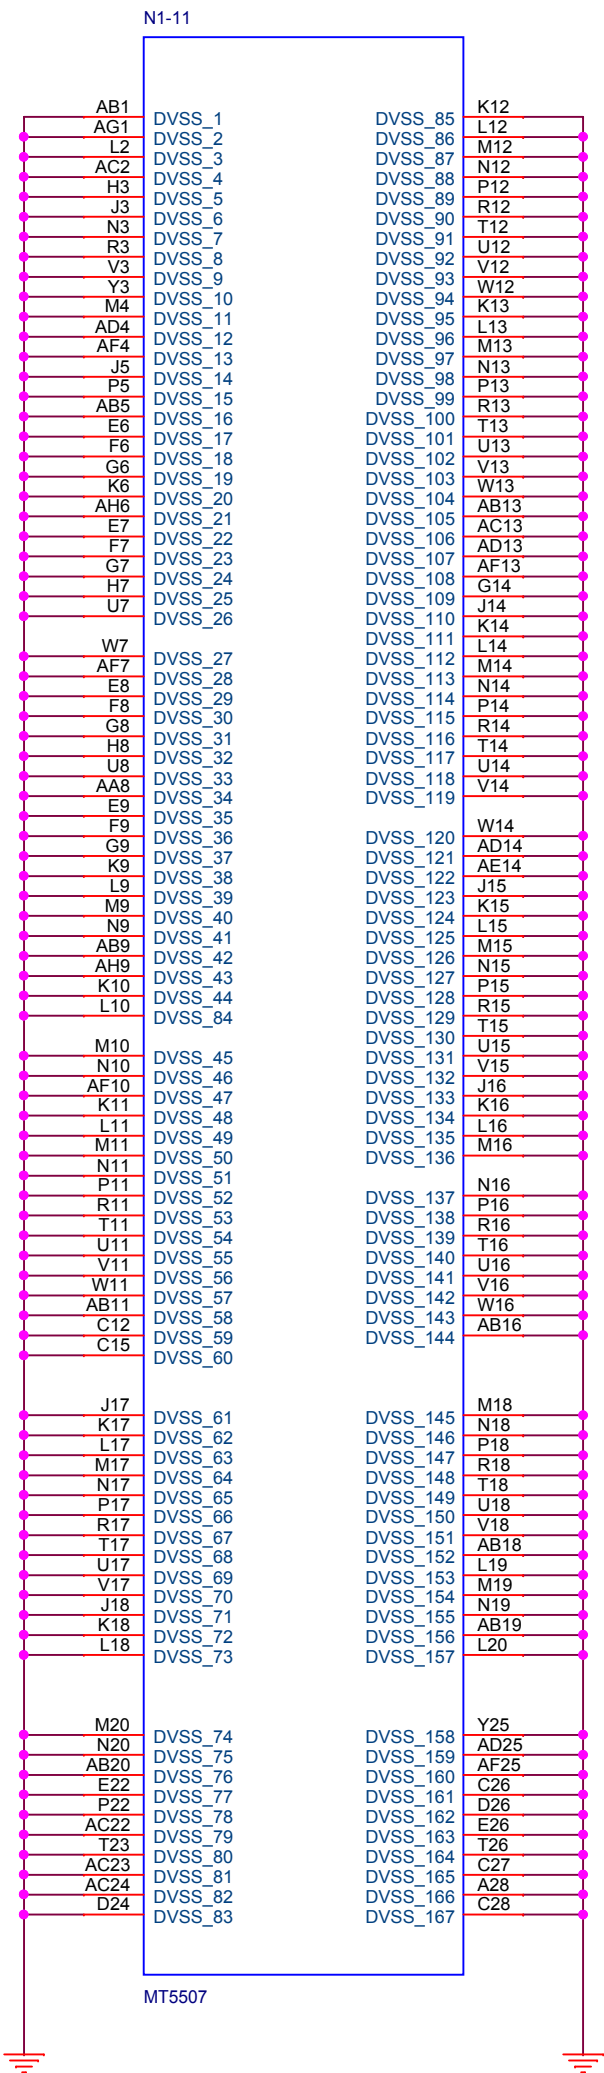 N1-11
AB1 DVSS_1
AG1 DVSS_2
L2 DVSS_3
AC2 DVSS_4
H3 DVSS_5
J3 DVSS_6
N3 DVSS_7
R3 DVSS_8
V3 DVSS_9
Y3 DVSS_10
M4 DVSS_11
AD4 DVSS_12
AF4 DVSS_13
J5 DVSS_14
P5 DVSS_15
AB5 DVSS_16
E6 DVSS_17
F6 DVSS_18
G6 DVSS_19
K6 DVSS_20
AH6 DVSS_21
E7 DVSS_22
F7 DVSS_23
G7 DVSS_24
H7 DVSS_25
U7 DVSS_26
W7 DVSS_27
AF7 DVSS_28
E8 DVSS_29
F8 DVSS_30
G8 DVSS_31
H8 DVSS_32
U8 DVSS_33
AA8 DVSS_34
E9 DVSS_35
F9 DVSS_36
G9 DVSS_37
K9 DVSS_38
L9 DVSS_39
M9 DVSS_40
N9 DVSS_41
AB9 DVSS_42
AH9 DVSS_43
K10 DVSS_44
L10 DVSS_84
M10 DVSS_45
N10 DVSS_46
AF10 DVSS_47
K11 DVSS_48
L11 DVSS_49
M11 DVSS_50
N11 DVSS_51
P11 DVSS_52
R11 DVSS_53
T11 DVSS_54
U11 DVSS_55
V11 DVSS_56
W11 DVSS_57
AB11 DVSS_58
C12 DVSS_59
C15 DVSS_60
J17 DVSS_61
K17 DVSS_62
L17 DVSS_63
M17 DVSS_64
N17 DVSS_65
P17 DVSS_66
R17 DVSS_67
T17 DVSS_68
U17 DVSS_69
V17 DVSS_70
J18 DVSS_71
K18 DVSS_72
L18 DVSS_73
M20 DVSS_74
N20 DVSS_75
AB20 DVSS_76
E22 DVSS_77
P22 DVSS_78
AC22 DVSS_79
T23 DVSS_80
AC23 DVSS_81
AC24 DVSS_82
D24 DVSS_83
DVSS_85 K12
DVSS_86 L12
DVSS_87 M12
DVSS_88 N12
DVSS_89 P12
DVSS_90 R12
DVSS_91 T12
DVSS_92 U12
DVSS_93 V12
DVSS_94 W12
DVSS_95 K13
DVSS_96 L13
DVSS_97 M13
DVSS_98 N13
DVSS_99 P13
DVSS_100 R13
DVSS_101 T13
DVSS_102 U13
DVSS_103 V13
DVSS_104 W13
DVSS_105 AB13
DVSS_106 AC13
DVSS_107 AD13
DVSS_108 AF13
DVSS_109 G14
DVSS_110 J14
DVSS_111 K14
DVSS_112 L14
DVSS_113 M14
DVSS_114 N14
DVSS_115 P14
DVSS_116 R14
DVSS_117 T14
DVSS_118 U14
DVSS_119 V14
DVSS_120 W14
DVSS_121 AD14
DVSS_122 AE14
DVSS_123 J15
DVSS_124 K15
DVSS_125 L15
DVSS_126 M15
DVSS_127 N15
DVSS_128 P15
DVSS_129 R15
DVSS_130 T15
DVSS_131 U15
DVSS_132 V15
DVSS_133 J16
DVSS_134 K16
DVSS_135 L16
DVSS_136 M16
DVSS_137 N16
DVSS_138 P16
DVSS_139 R16
DVSS_140 T16
DVSS_141 U16
DVSS_142 V16
DVSS_143 W16
DVSS_144 AB16
DVSS_145 M18
DVSS_146 N18
DVSS_147 P18
DVSS_148 R18
DVSS_149 T18
DVSS_150 U18
DVSS_151 V18
DVSS_152 AB18
DVSS_153 L19
DVSS_154 M19
DVSS_155 N19
DVSS_156 AB19
DVSS_157 L20
DVSS_158 Y25
DVSS_159 AD25
DVSS_160 AF25
DVSS_161 C26
DVSS_162 D26
DVSS_163 E26
DVSS_164 T26
DVSS_165 C27
DVSS_166 A28
DVSS_167 C28
MT5507